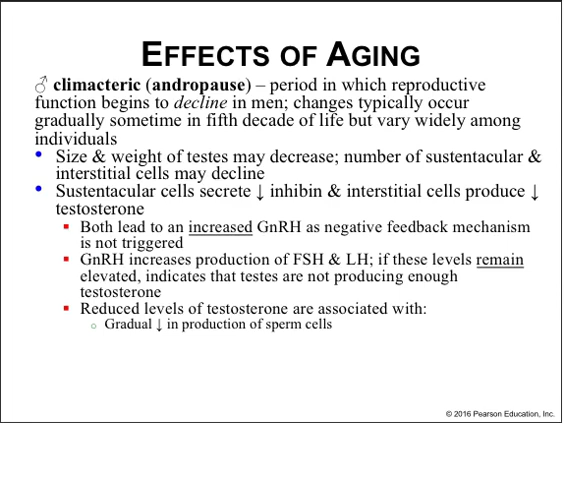 EFFECTS OF AGING
♂ climacteric (andropause) – period in which reproductive
function begins to decline in men; changes typically occur
gradually sometime in fifth decade of life but vary widely among
individuals
• Size & weight of testes may decrease; number of sustentacular &
interstitial cells may decline
• Sustentacular cells secrete ↓ inhibin & interstitial cells produce ↓
testosterone
▪ Both lead to an increased GnRH as negative feedback mechanism
is not triggered
▪ GnRH increases production of FSH & LH; if these levels remain
elevated, indicates that testes are not producing enough
testosterone
▪ Reduced levels of testosterone are associated with:
○ Gradual ↓ in production of sperm cells
© 2016 Pearson Education, Inc.